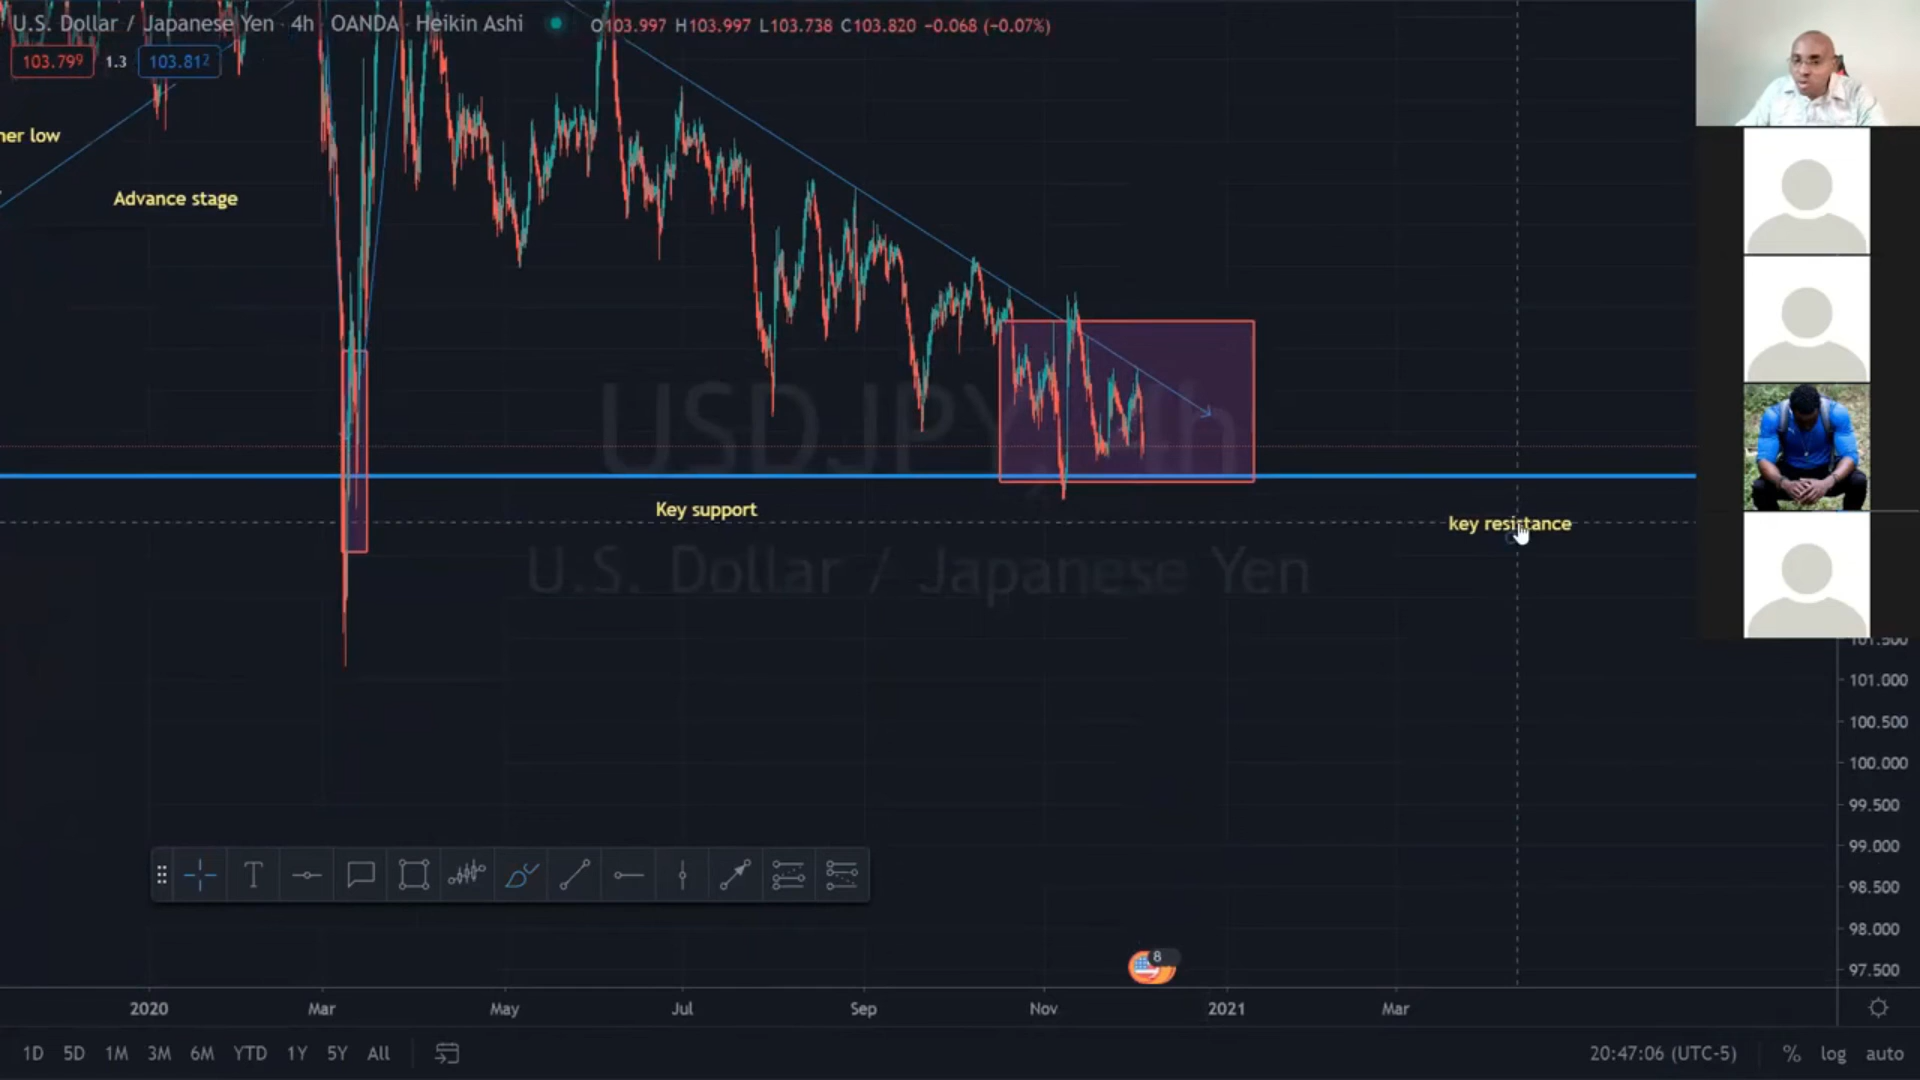 U.S. Dollar / Japanese Yen · 4h · OANDA · Heikin Ashi O103.997 H103.997 L103.738 C103.820 −0.068 (−0.07%)
103.799 1.3 103.812
her low
Advance stage
USDJPY, 4h
Key support
key resistance
U.S. Dollar / Japanese Yen
101.500
101.000
100.500
100.000
99.500
99.000
98.500
98.000
97.500
T
8
2020 Mar May Jul Sep Nov 2021 Mar
1D 5D 1M 3M 6M YTD 1Y 5Y All 20:47:06 (UTC-5) % log auto